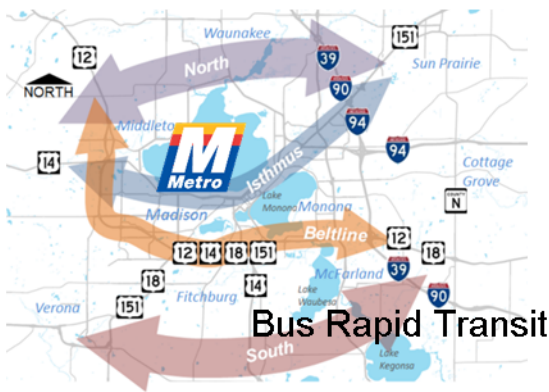 Waunakee
12
151
North
39
Sun Prairie
NORTH
90
Middleto
M
Metro
94
94
14
Isthmus
Cottage
Grove
Lake
Monona
Monona
COUNTY
N
Madison
Beltline
12
18
12 14 18 151
39
McFarland
18
14
90
Fitchburg
Lake
Waubesa
Verona
151
Bus Rapid Transit
South
Lake
Kegonsa